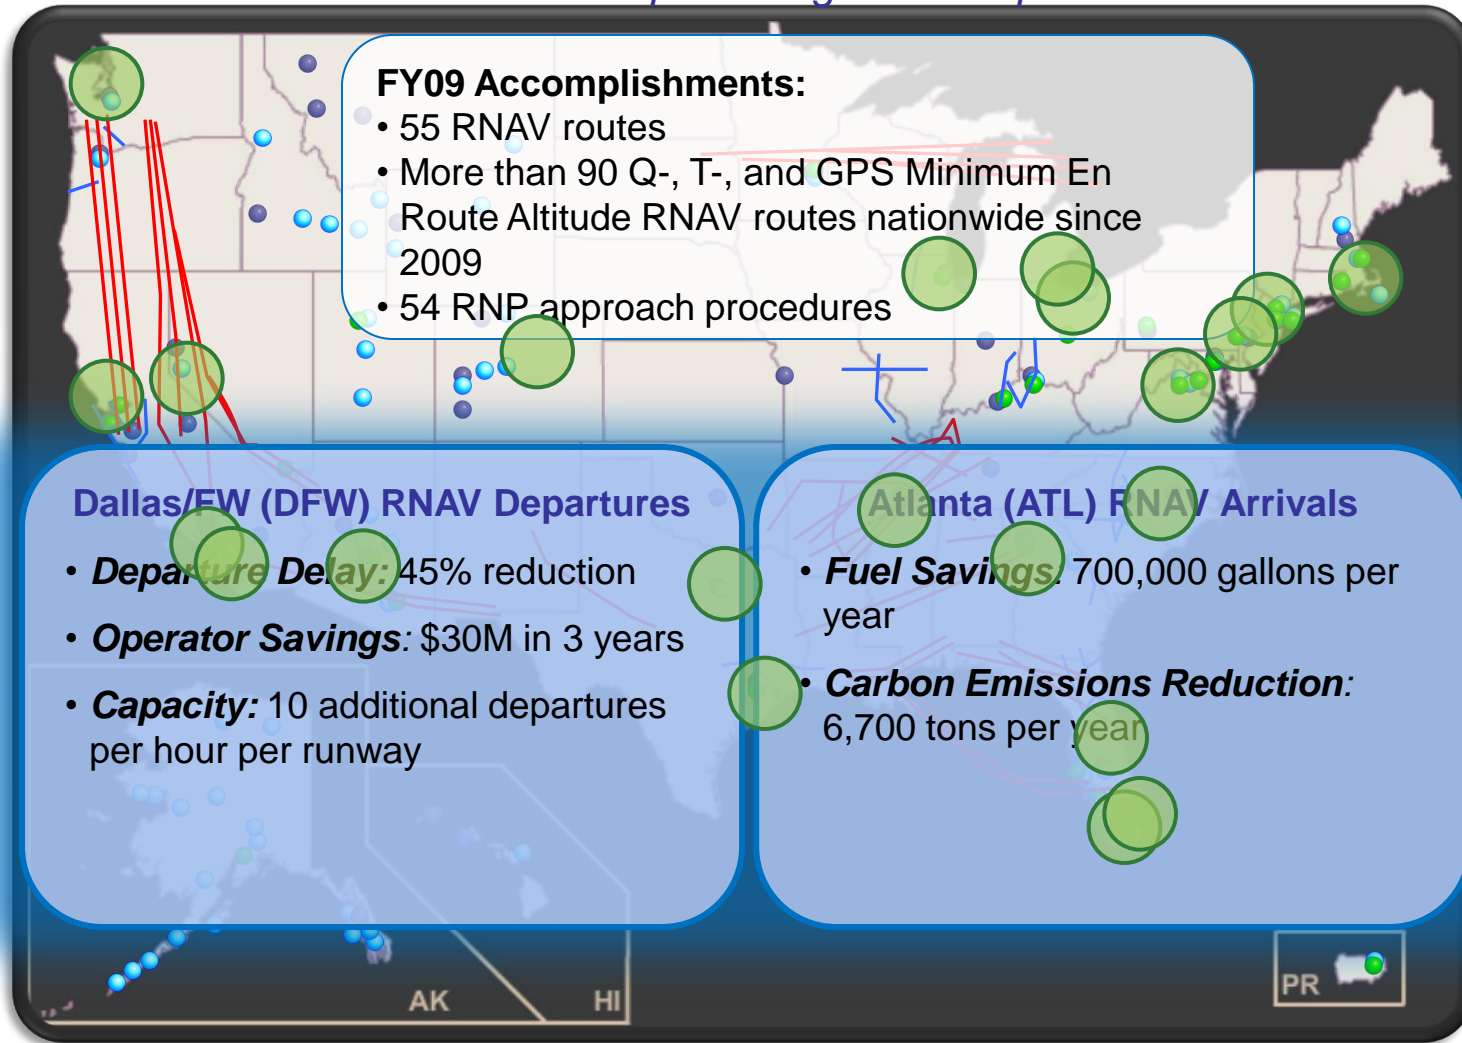 FY09 Accomplishments:
• 55 RNAV routes
• More than 90 Q-, T-, and GPS Minimum En
Route Altitude RNAV routes nationwide since
2009
• 54 RNP approach procedures
Dallas/FW (DFW) RNAV Departures
• Departure Delay: 45% reduction
• Operator Savings: $30M in 3 years
• Capacity: 10 additional departures
per hour per runway
Atlanta (ATL) RNAV Arrivals
• Fuel Savings: 700,000 gallons per
year
• Carbon Emissions Reduction:
6,700 tons per year
AK
HI
PR